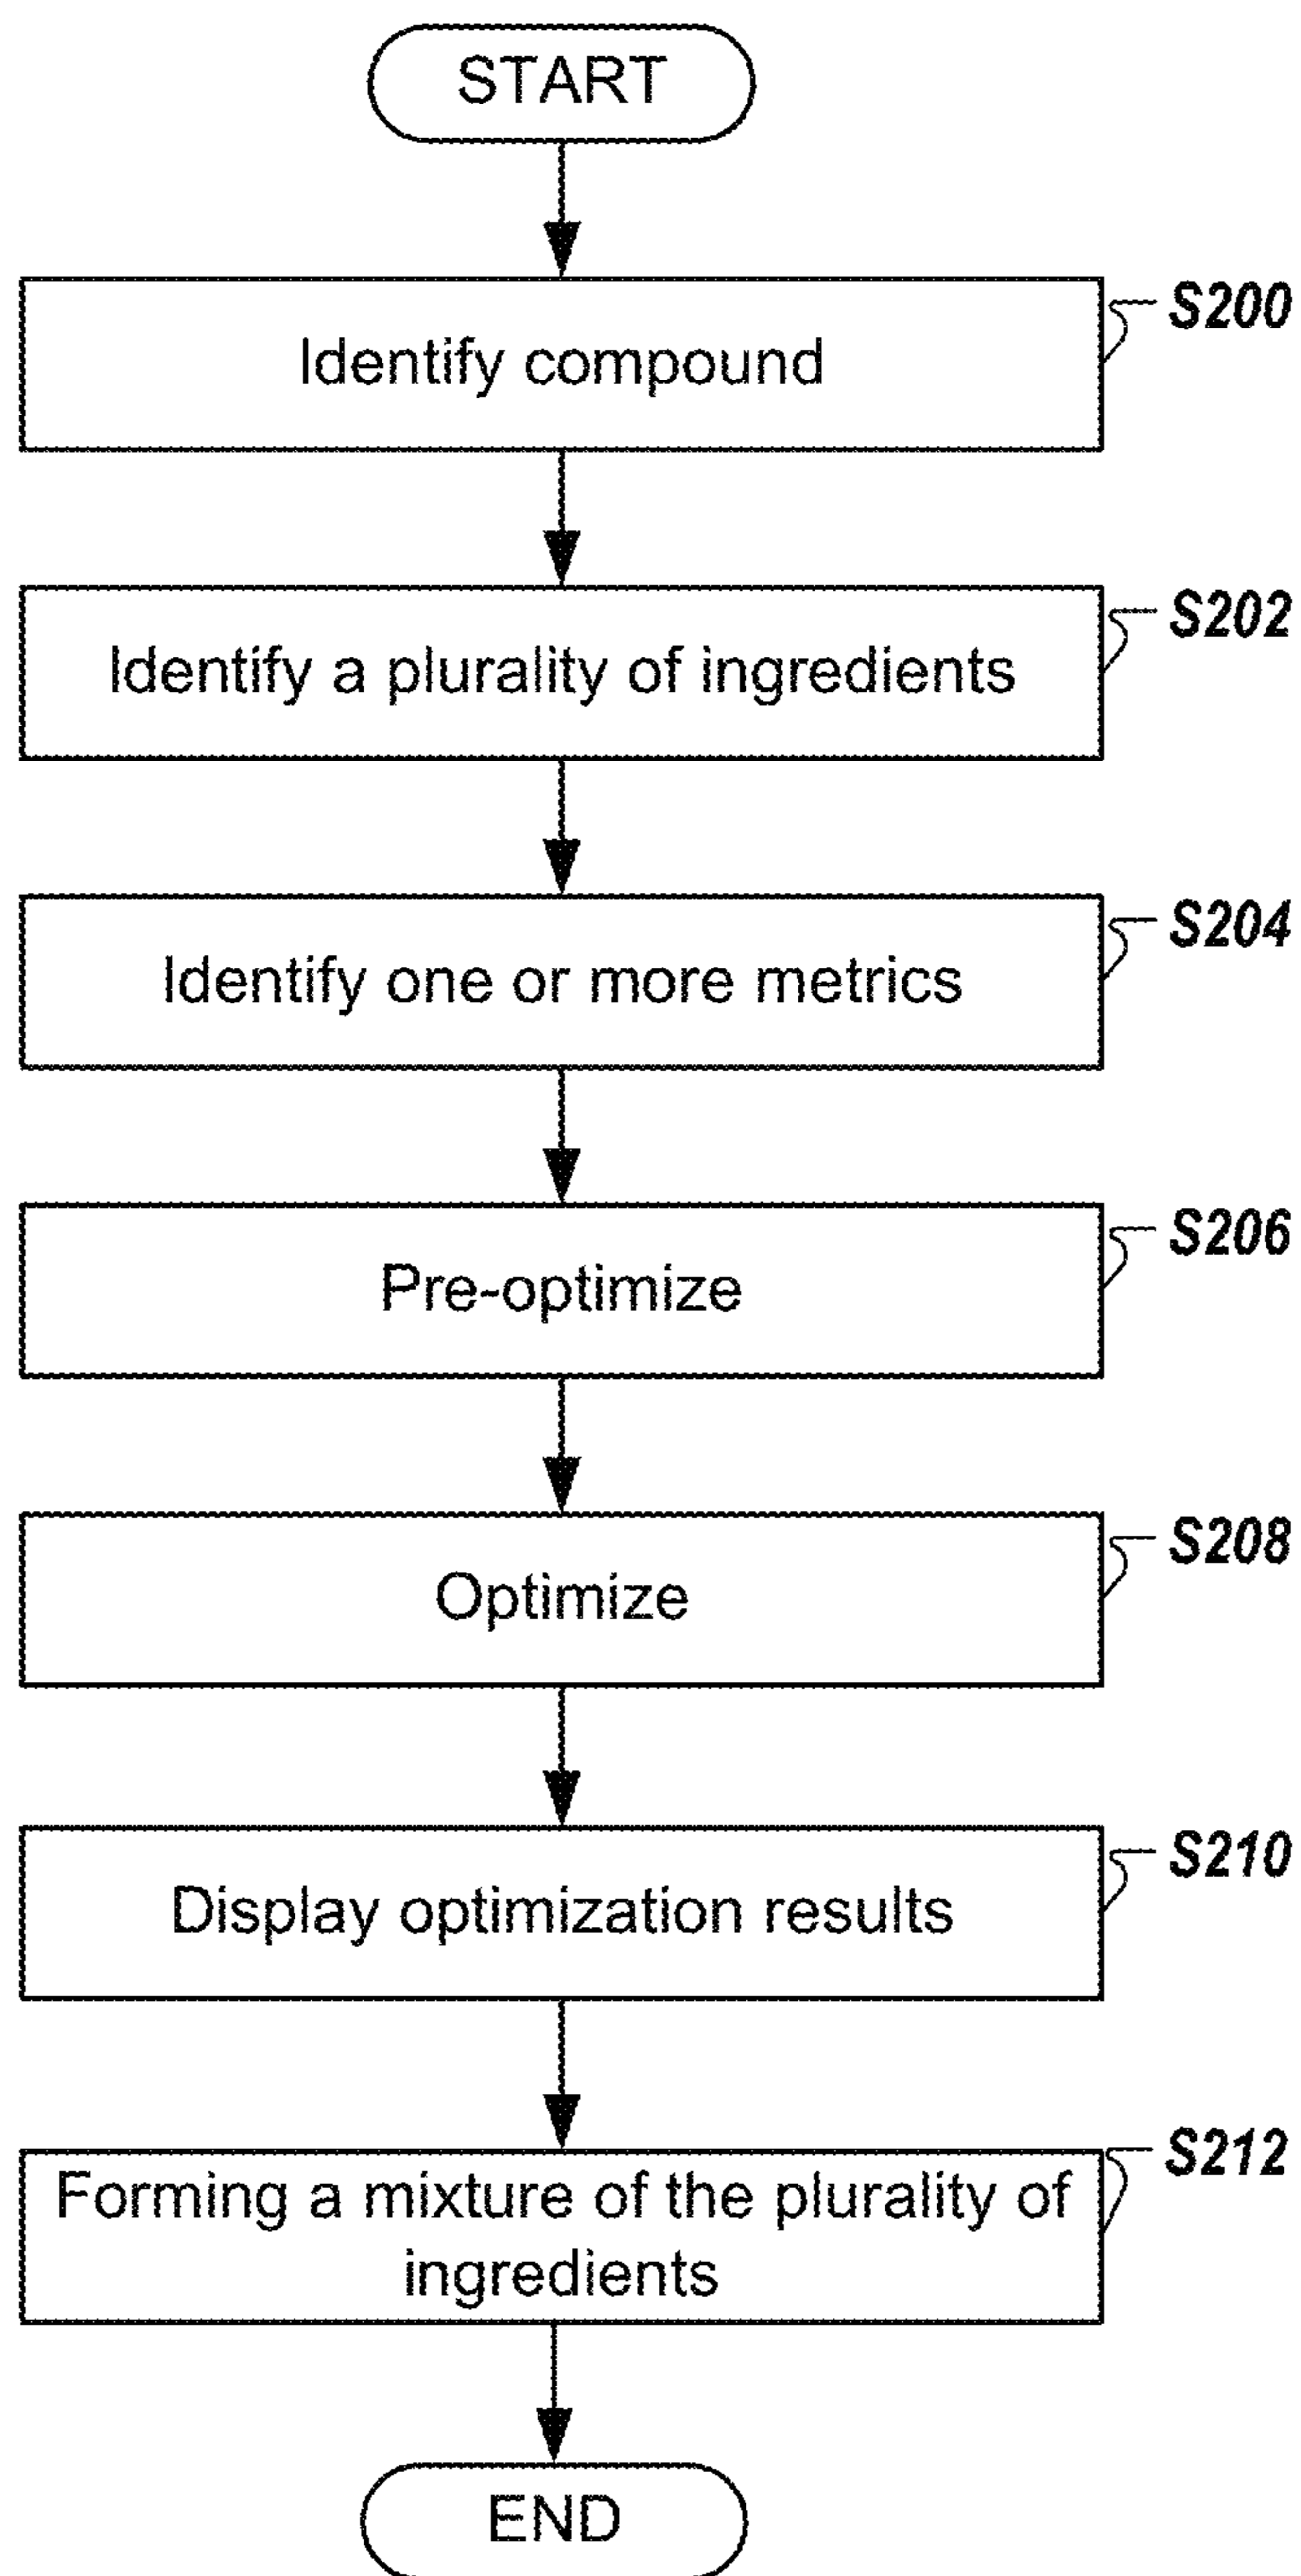 START
Identify compound
S200
Identify a plurality of ingredients
S202
Identify one or more metrics
S204
Pre-optimize
S206
Optimize
S208
Display optimization results
S210
Forming a mixture of the plurality of
ingredients
S212
END